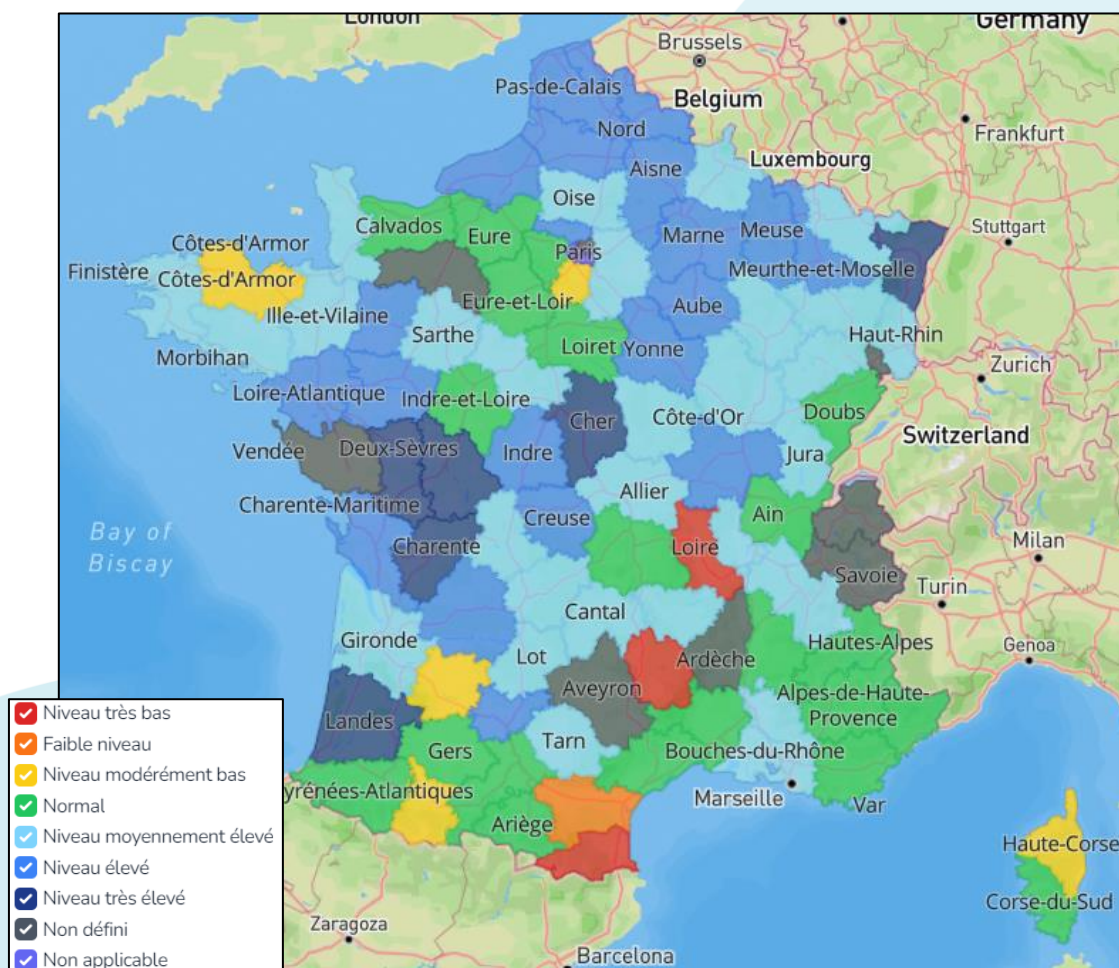 London
Germany
Brussels
Pas-de-Calais
Belgium
Nord
Frankfurt
Aisne
Luxembourg
Oise
Calvados
Eure
Stuttgart
Côtes-d'Armor
Paris
Marne
Meuse
Finistère
Côtes-d'Armor
Meurthe-et-Moselle
Eure-et-Loir
Aube
Ille-et-Vilaine
Sarthe
Haut-Rhin
Morbihan
Loiret
Yonne
Zurich
Loire-Atlantique
Indre-et-Loire
Doubs
Cher
Côte-d'Or
Switzerland
Vendée
Deux-Sèvres
Indre
Jura
Allier
Charente-Maritime
Creuse
Ain
Bay of
Biscay
Charente
Loire
Milan
Savoie
Turin
Cantal
Gironde
Hautes-Alpes
Genoa
Lot
Ardèche
Aveyron
Alpes-de-Haute-
Provence
Landes
Tarn
Gers
Bouches-du-Rhône
yrénées-Atlantiques
Marseille
Var
Ariège
Haute-Corse
Corse-du-Sud
Zaragoza
Barcelona
Niveau très bas
Faible niveau
Niveau modérément bas
Normal
Niveau moyennement élevé
Niveau élevé
Niveau très élevé
Non défini
Non applicable